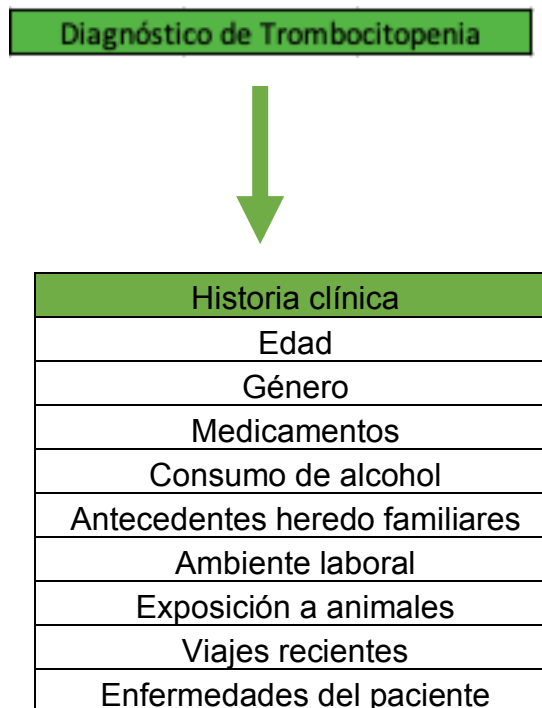 Diagnóstico de Trombocitopenia
Historia clínica
Edad
Género
Medicamentos
Consumo de alcohol
Antecedentes heredo familiares
Ambiente laboral
Exposición a animales
Viajes recientes
Enfermedades del paciente